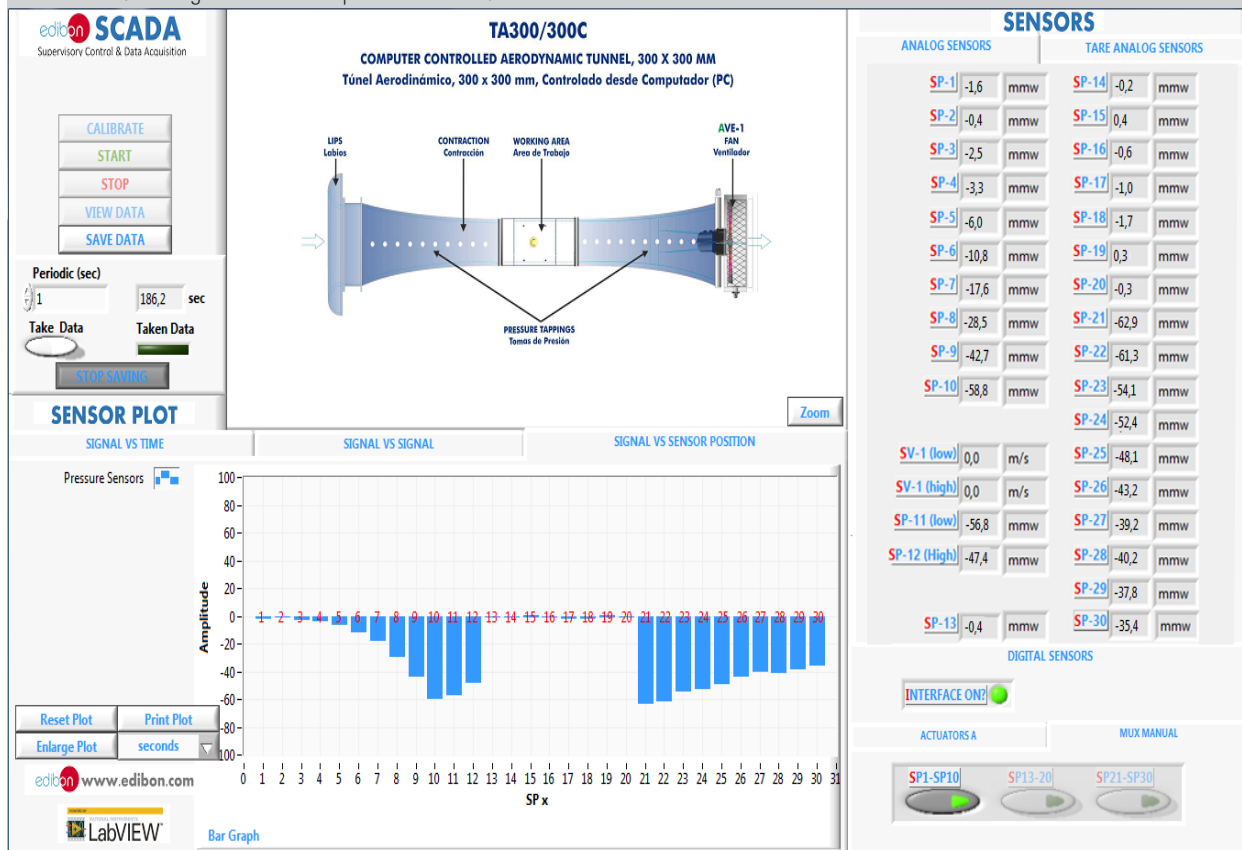 edibon SCADA
Supervisory Control & Data Acquisition
CALIBRATE
START
STOP
VIEW DATA
SAVE DATA
Periodic (sec)
1
186,2 sec
Take Data
Taken Data
STOP SAVING
TA300/300C
COMPUTER CONTROLLED AERODYNAMIC TUNNEL, 300 X 300 MM
Túnel Aerodinámico, 300 x 300 mm, Controlado desde Computador (PC)
LIPS
Labios
CONTRACTION
Contracción
WORKING AREA
Area de Trabajo
AVE-1
FAN
Ventilador
PRESSURE TAPPINGS
Tomas de Presión
Zoom
SENSOR PLOT
SIGNAL VS TIME
SIGNAL VS SIGNAL
SIGNAL VS SENSOR POSITION
Pressure Sensors
Amplitude
100
80
60
40
20
0
-20
-40
-60
-80
-100
1 2 3 4 5 6 7 8 9 10 11 12 13 14 15 16 17 18 19 20 21 22 23 24 25 26 27 28 29 30
0 1 2 3 4 5 6 7 8 9 10 11 12 13 14 15 16 17 18 19 20 21 22 23 24 25 26 27 28 29 30 31
SP x
Bar Graph
Reset Plot
Print Plot
Enlarge Plot
seconds
edibon www.edibon.com
LabVIEW
SENSORS
ANALOG SENSORS
TARE ANALOG SENSORS
SP-1 -1,6 mmw
SP-2 -0,4 mmw
SP-3 -2,5 mmw
SP-4 -3,3 mmw
SP-5 -6,0 mmw
SP-6 -10,8 mmw
SP-7 -17,6 mmw
SP-8 -28,5 mmw
SP-9 -42,7 mmw
SP-10 -58,8 mmw
SV-1 (low) 0,0 m/s
SV-1 (high) 0,0 m/s
SP-11 (low) -56,8 mmw
SP-12 (High) -47,4 mmw
SP-13 -0,4 mmw
SP-14 -0,2 mmw
SP-15 0,4 mmw
SP-16 -0,6 mmw
SP-17 -1,0 mmw
SP-18 -1,7 mmw
SP-19 0,3 mmw
SP-20 -0,3 mmw
SP-21 -62,9 mmw
SP-22 -61,3 mmw
SP-23 -54,1 mmw
SP-24 -52,4 mmw
SP-25 -48,1 mmw
SP-26 -43,2 mmw
SP-27 -39,2 mmw
SP-28 -40,2 mmw
SP-29 -37,8 mmw
SP-30 -35,4 mmw
DIGITAL SENSORS
INTERFACE ON?
ACTUATORS A
MUX MANUAL
SP1-SP10
SP13-20
SP21-SP30